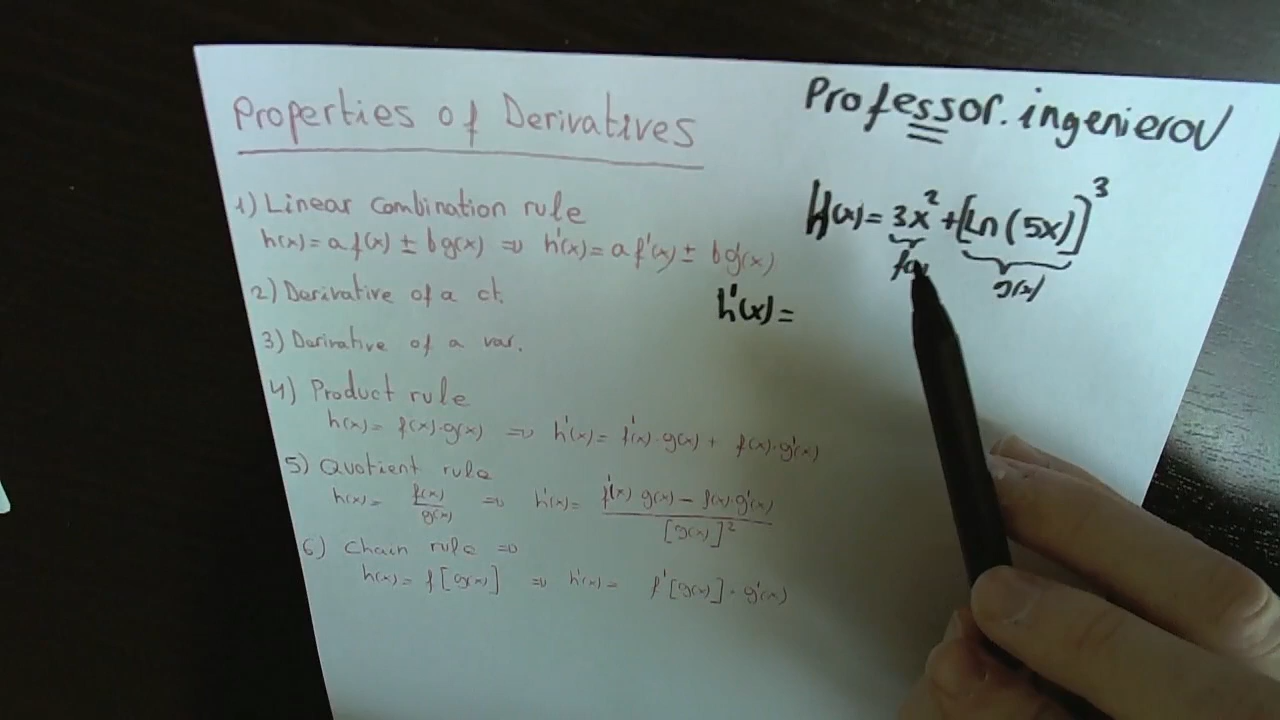 Properties of Derivatives
Professor.ingenieroV
H(x)= 3x² +[Ln (5x)]³
f(x)
g(x)
1) Linear Combination rule
h(x)= a f(x) ± b g(x) ⇒ h'(x)= a f'(x) ± b g'(x)
h'(x)=
2) Derivative of a ct.
3) Derivative of a var.
4) Product rule
h(x)= f(x)·g(x) ⇒ h'(x)= f'(x)·g(x) + f(x)·g'(x)
5) Quotient rule
h(x)= f(x)/g(x) ⇒ h'(x)= f'(x) g(x) − f(x)·g'(x)/[g(x)]²
6) Chain rule ⇒
h(x)= f[g(x)] ⇒ h'(x)= f'[g(x)] · g'(x)